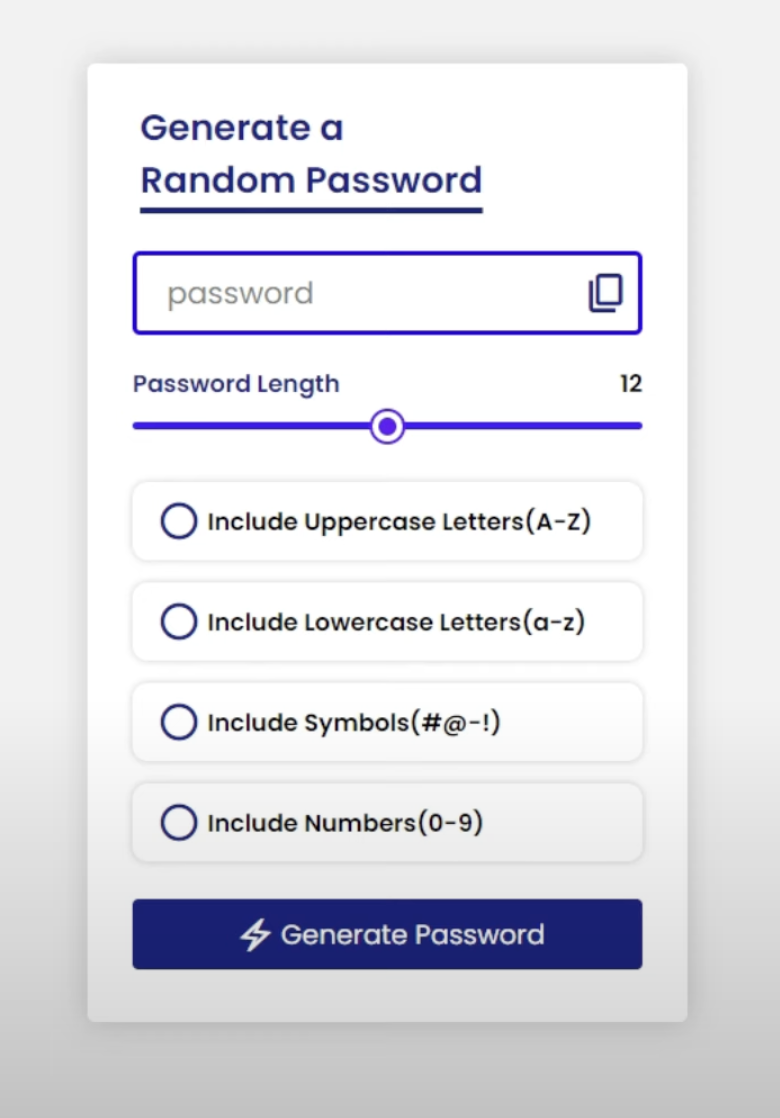 Generate a
Random Password
password
Password Length 12
Include Uppercase Letters(A-Z)
Include Lowercase Letters(a-z)
Include Symbols(#@-!)
Include Numbers(0-9)
Generate Password